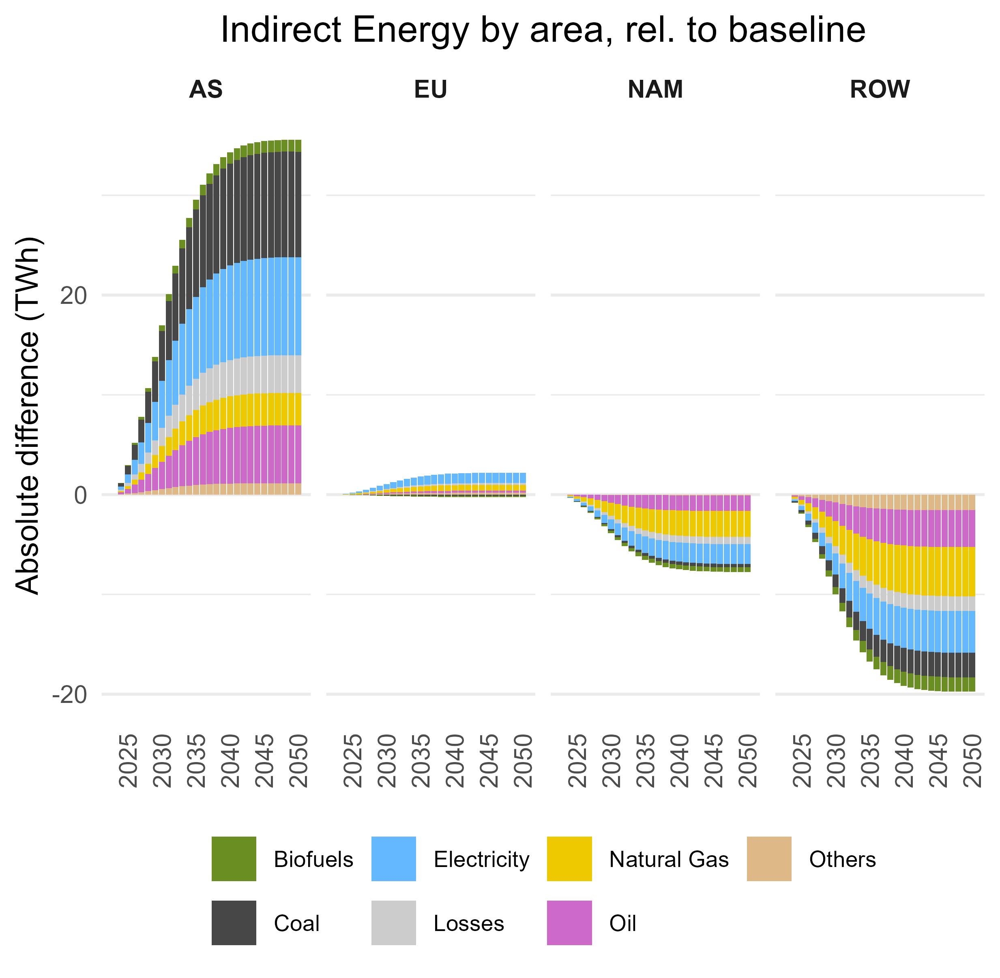 Indirect Energy by area, rel. to baseline
AS EU NAM ROW
Absolute difference (TWh)
20
0
-20
2025 2030 2035 2040 2045 2050 2025 2030 2035 2040 2045 2050 2025 2030 2035 2040 2045 2050 2025 2030 2035 2040 2045 2050
Biofuels Electricity Natural Gas Others
Coal Losses Oil